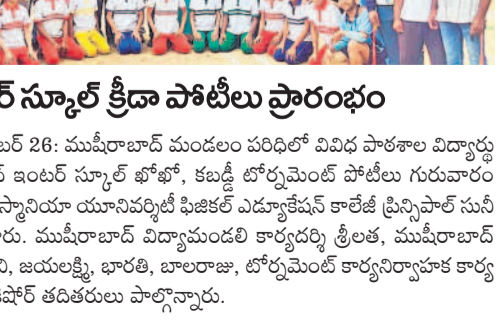 ర్ స్కూల్ క్రీడా పోటీలు ప్రారంభం
బర్ 26: ముషీరాబాద్ మండలం పరిధిలో వివిధ పాఠశాల విద్యార్థు
ఇంటర్ స్కూల్ ఖోఖో, కబడ్డీ టోర్నమెంట్ పోటీలు గురువారం
స్మానియా యూనివర్శిటీ ఫిజికల్ ఎడ్యూకేషన్ కాలేజీ ప్రిన్సిపాల్ సునీ
రు. ముషీరాబాద్ విద్యామండలి కార్యదర్శి శ్రీలత, ముషీరాబాద్
ని, జయలక్ష్మి, భారతి, బాలరాజు, టోర్నమెంట్ కార్యనిర్వాహక కార్య
కిషోర్ తదితరులు పాల్గొన్నారు.